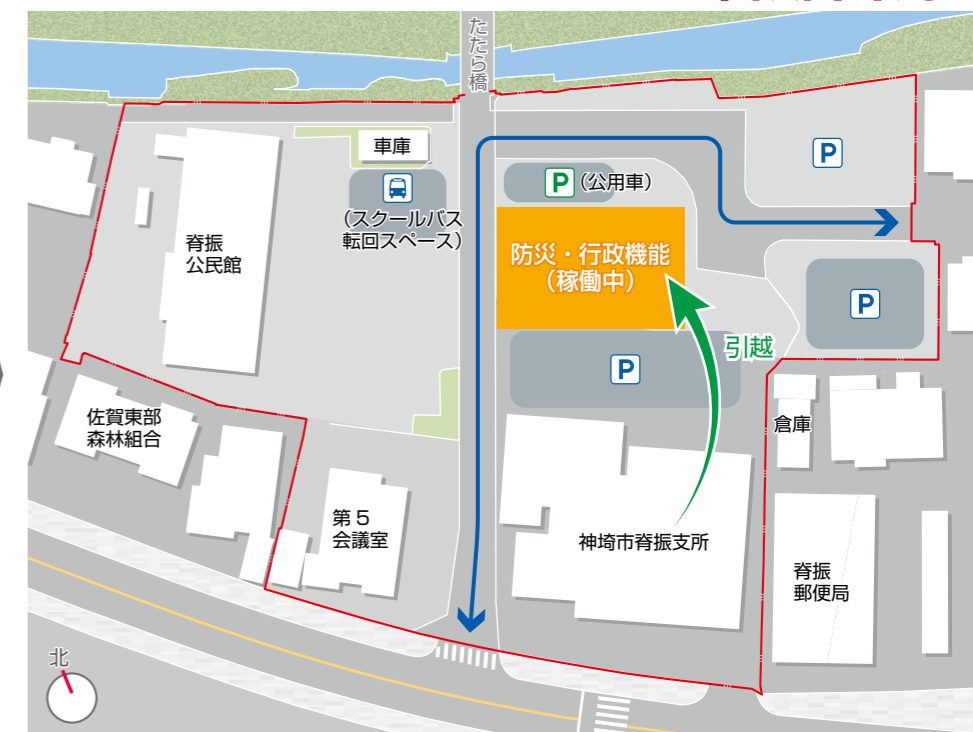 たたら橋
車庫
(スクールバス
転回スペース)
P
P
(公用車)
脊振
公民館
防災・行政機能
(稼働中)
P
引越
P
佐賀東部
森林組合
倉庫
第5
会議室
神埼市脊振支所
脊振
郵便局
北